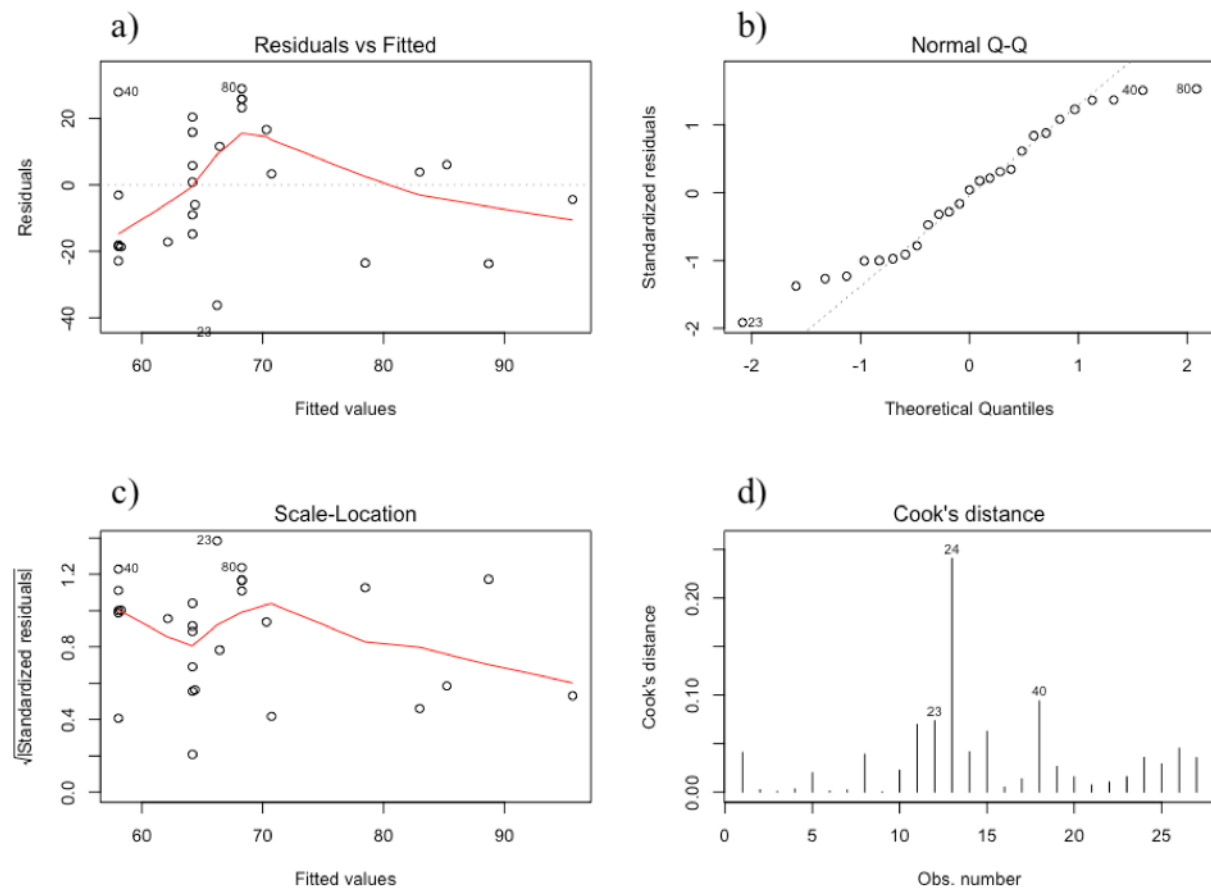 a)
Residuals vs Fitted
Residuals
20
0
-20
-40
40
80
23
60
70
80
90
Fitted values
b)
Normal Q-Q
Standardized residuals
1
0
-1
-2
23
40
80
-2
-1
0
1
2
Theoretical Quantiles
c)
Scale-Location
√|Standardized residuals|
1.2
0.8
0.4
0.0
40
23
80
60
70
80
90
Fitted values
d)
Cook's distance
Cook's distance
0.20
0.10
0.00
24
23
40
0
5
10
15
20
25
Obs. number